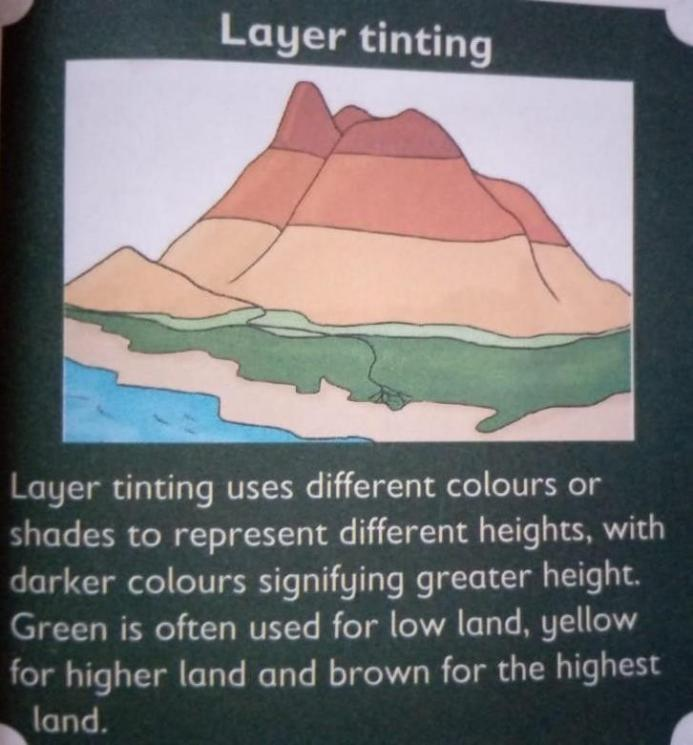 Layer tinting
Layer tinting uses different colours or
shades to represent different heights, with
darker colours signifying greater height.
Green is often used for low land, yellow
for higher land and brown for the highest
land.